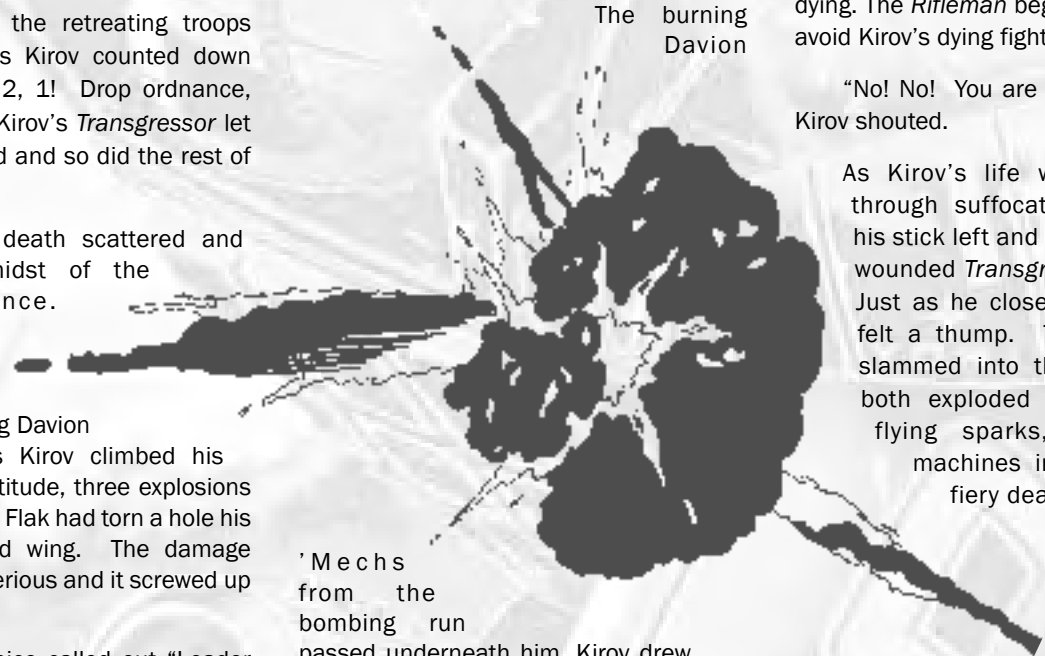 the retreating troops
s Kirov counted down
2, 1! Drop ordnance,
Kirov's Transgressor let
d and so did the rest of
death scattered and
midst of the
nce.
g Davion
s Kirov climbed his
titude, three explosions
Flak had torn a hole his
d wing. The damage
erious and it screwed up
The burning
Davion
'Mechs
from the
bombing run
passed underneath him. Kirov drew
dying. The Rifleman beg
avoid Kirov's dying fight
"No! No! You are
Kirov shouted.
As Kirov's life w
through suffocat
his stick left and
wounded Transgr
Just as he close
felt a thump.
slammed into th
both exploded
flying sparks,
machines in
fiery dea